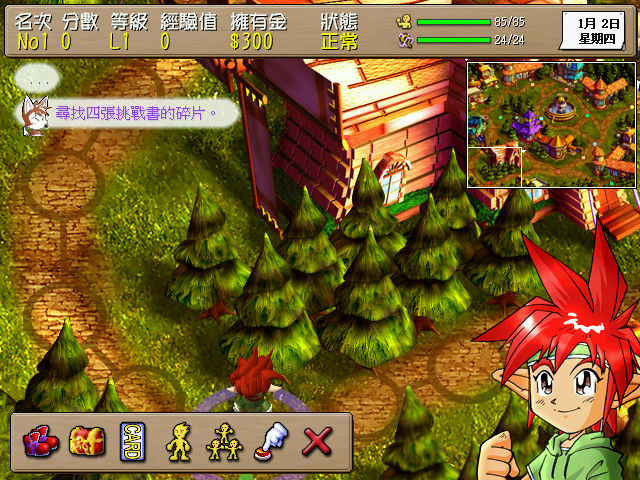 名次 分數 等級 經驗值 擁有金 狀態
No1 0 L1 0 $300 正常
85/85
24/24
1月 2日
星期四
...
尋找四張挑戰書的碎片。
CARD